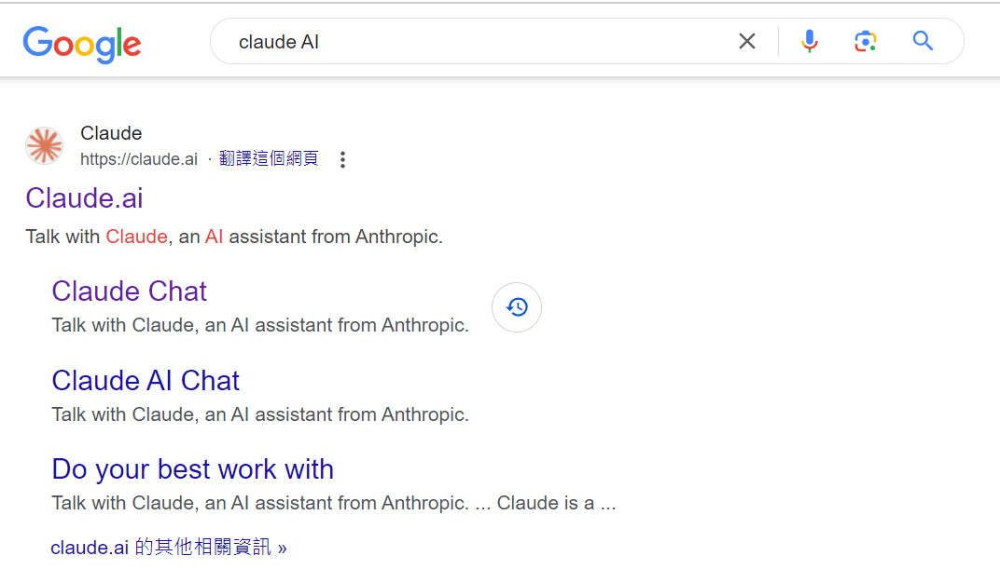 Google
claude AI
Claude
https://claude.ai · 翻譯這個網頁
Claude.ai
Talk with Claude, an AI assistant from Anthropic.
Claude Chat
Talk with Claude, an AI assistant from Anthropic.
Claude AI Chat
Talk with Claude, an AI assistant from Anthropic.
Do your best work with
Talk with Claude, an AI assistant from Anthropic. ... Claude is a ...
claude.ai 的其他相關資訊 »